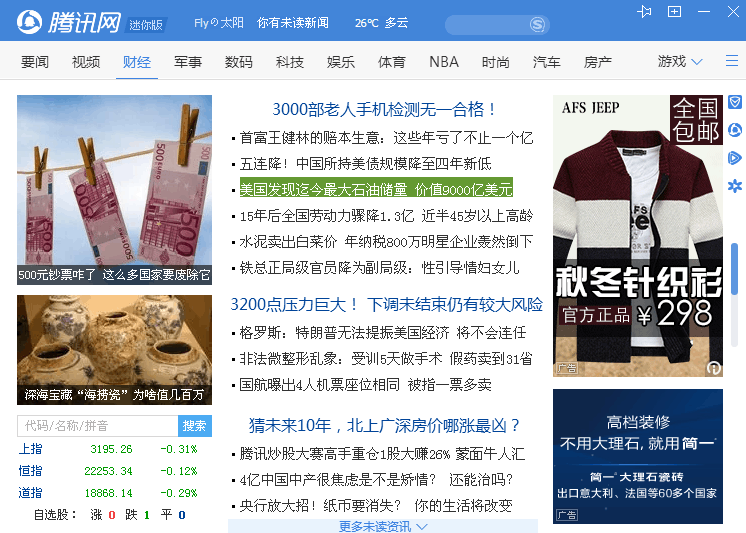 腾讯网 迷你版 Flyの太阳 你有未读新闻 26℃ 多云
要闻 视频 财经 军事 数码 科技 娱乐 体育 NBA 时尚 汽车 房产 游戏
500元钞票咋了 这么多国家要废除它
深海宝藏“海捞瓷”为啥值几百万
代码/名称/拼音 搜索
上指 3195.26 -0.31%
恒指 22253.34 -0.12%
道指 18868.14 -0.29%
自选股: 涨 0 跌 1 平 0
3000部老人手机检测无一合格！
首富王健林的赔本生意：这些年亏了不止一个亿
五连降！中国所持美债规模降至四年新低
美国发现迄今最大石油储量 价值9000亿美元
15年后全国劳动力骤降1.3亿 近半45岁以上高龄
水泥卖出白菜价 年纳税800万明星企业轰然倒下
铁总正局级官员降为副局级：性引导情妇女儿
3200点压力巨大！下调未结束仍有较大风险
格罗斯：特朗普无法提振美国经济 将不会连任
非法微整形乱象：受训5天做手术 假药卖到31省
国航曝出4人机票座位相同 被指一票多卖
猜未来10年，北上广深房价哪涨最凶？
腾讯炒股大赛高手重仓1股大赚26% 蒙面牛人汇
4亿中国中产很焦虑是不是矫情？ 还能治吗？
央行放大招！纸币要消失？ 你的生活将改变
更多未读资讯
AFS JEEP
全国
包邮
AFS
JEEP
秋冬针织衫
官方正品 ¥298
广告
高档装修
不用大理石，就用 简一
简一 大理石瓷砖
出口意大利、法国等60多个国家
广告